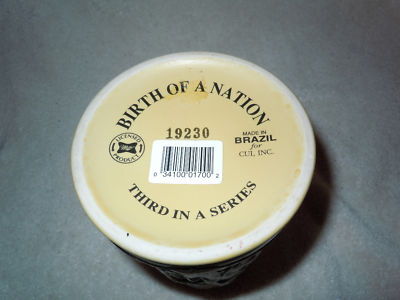 BIRTH OF A NATION
19230
LICENSED
PRODUCT
MADE IN
BRAZIL
for
CUI, INC.
0 34100 01700 2
THIRD IN A SERIES